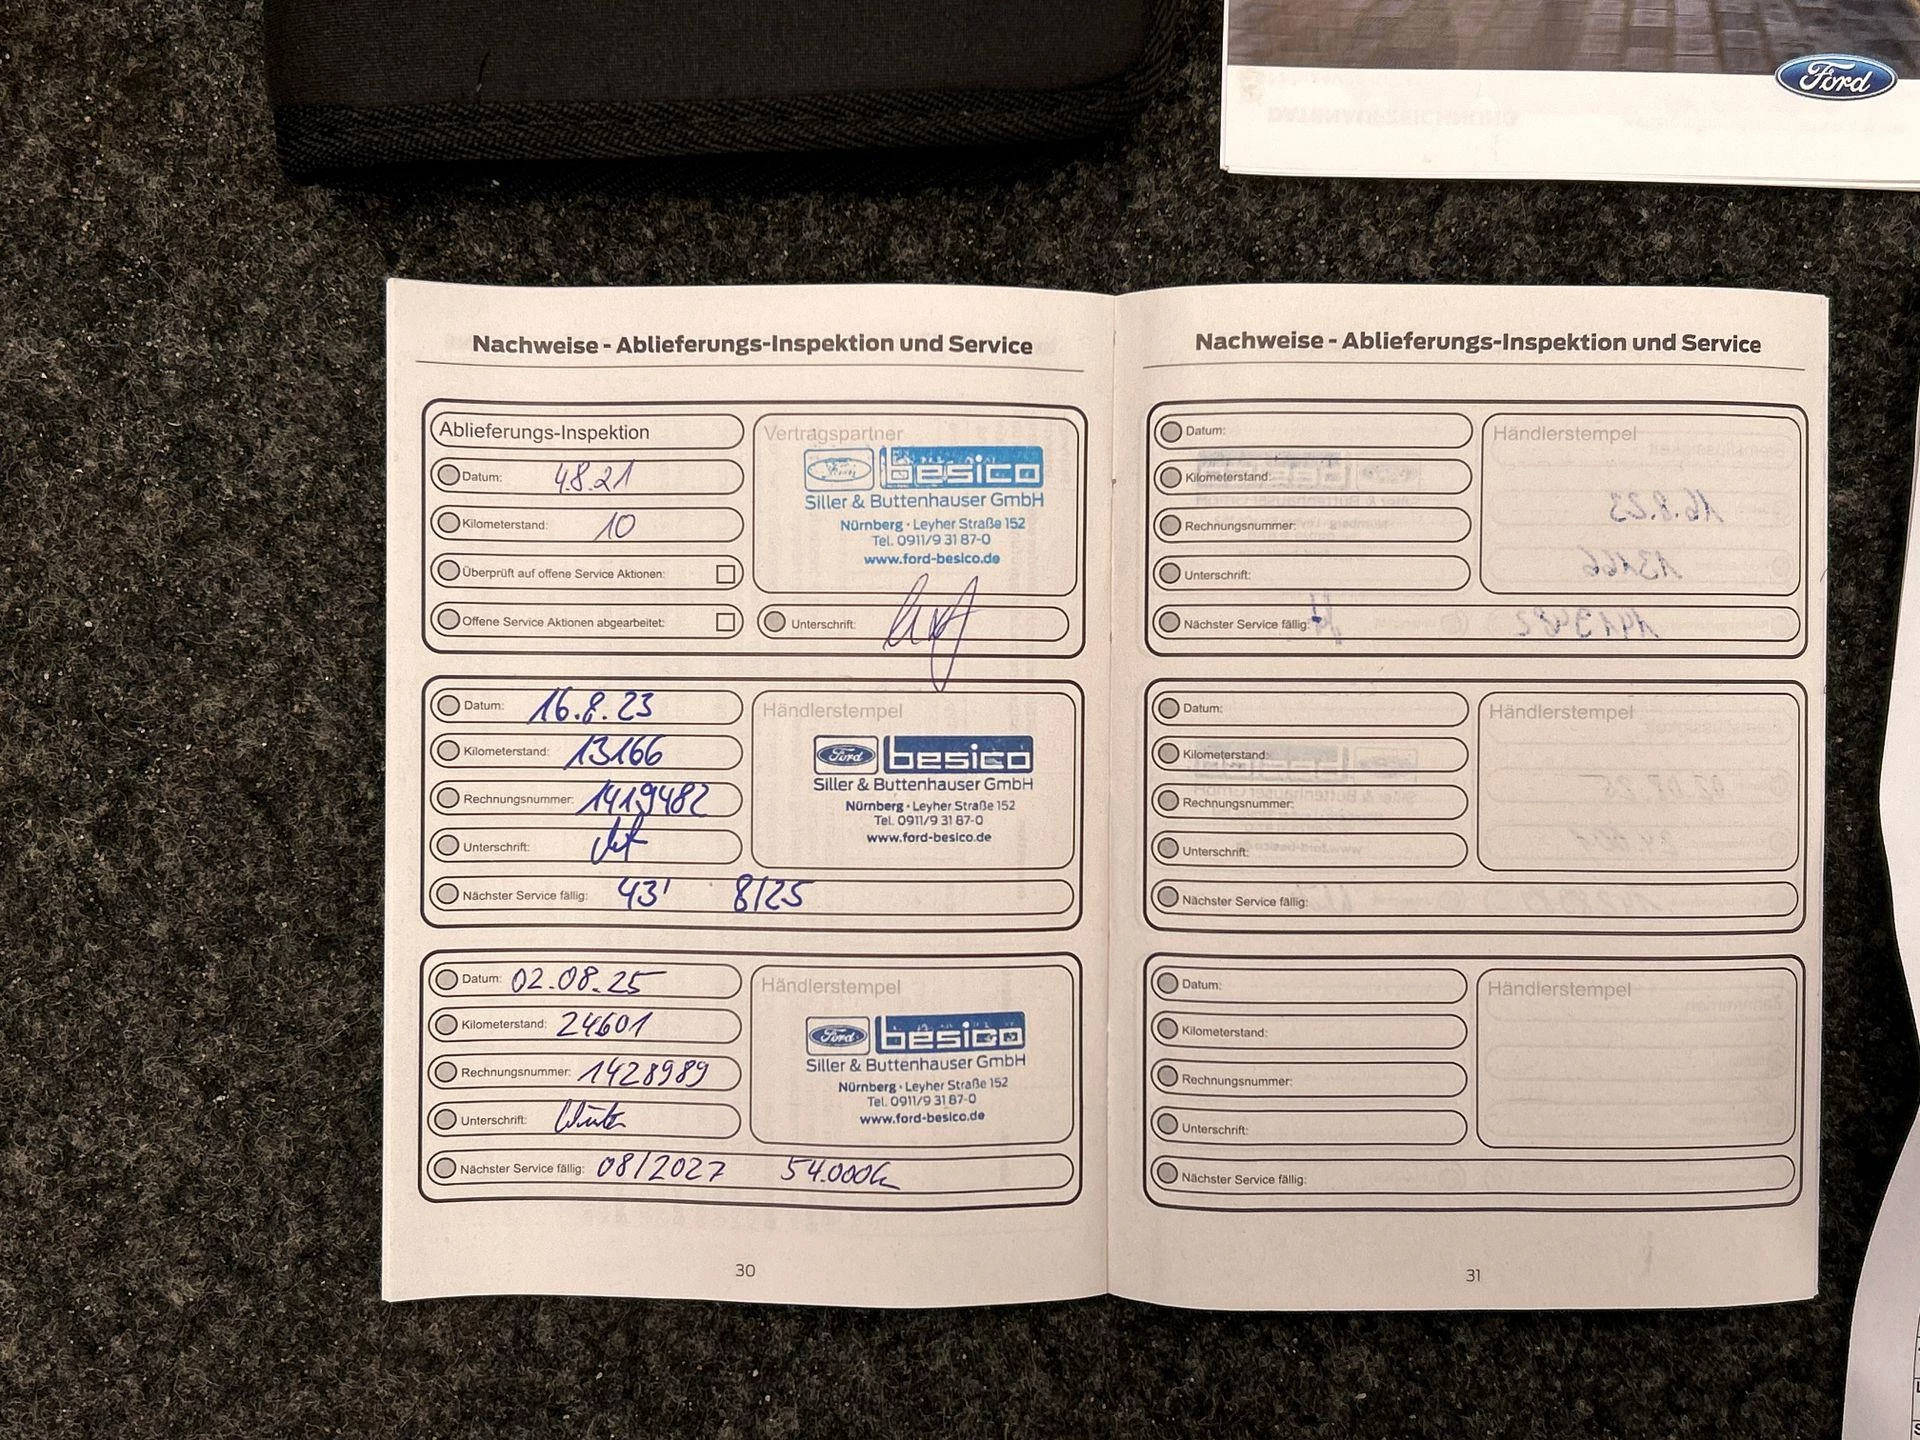 Ford
DATENAUFZEICHNUNG
Nachweise - Ablieferungs-Inspektion und Service
Ablieferungs-Inspektion
Datum: 4.8.21
Kilometerstand: 10
Überprüft auf offene Service Aktionen:
Offene Service Aktionen abgearbeitet:
Vertragspartner
Ford besico
Siller & Buttenhauser GmbH
Nürnberg · Leyher Straße 152
Tel. 0911/9 31 87-0
www.ford-besico.de
Unterschrift:
Datum: 16.8.23
Kilometerstand: 13166
Rechnungsnummer: 1419482
Unterschrift:
Nächster Service fällig: 43' 8/25
Händlerstempel
Ford besico
Siller & Buttenhauser GmbH
Nürnberg · Leyher Straße 152
Tel. 0911/9 31 87-0
www.ford-besico.de
Datum: 02.08.25
Kilometerstand: 24601
Rechnungsnummer: 1428989
Unterschrift:
Nächster Service fällig: 08/2027 54.000
Händlerstempel
Ford besico
Siller & Buttenhauser GmbH
Nürnberg · Leyher Straße 152
Tel. 0911/9 31 87-0
www.ford-besico.de
30
Nachweise - Ablieferungs-Inspektion und Service
Datum:
Kilometerstand:
Rechnungsnummer:
Unterschrift:
Nächster Service fällig:
Händlerstempel
16.8.23
13166
1419482
Datum:
Kilometerstand:
Rechnungsnummer:
Unterschrift:
Nächster Service fällig:
Händlerstempel
Datum:
Kilometerstand:
Rechnungsnummer:
Unterschrift:
Nächster Service fällig:
Händlerstempel
31